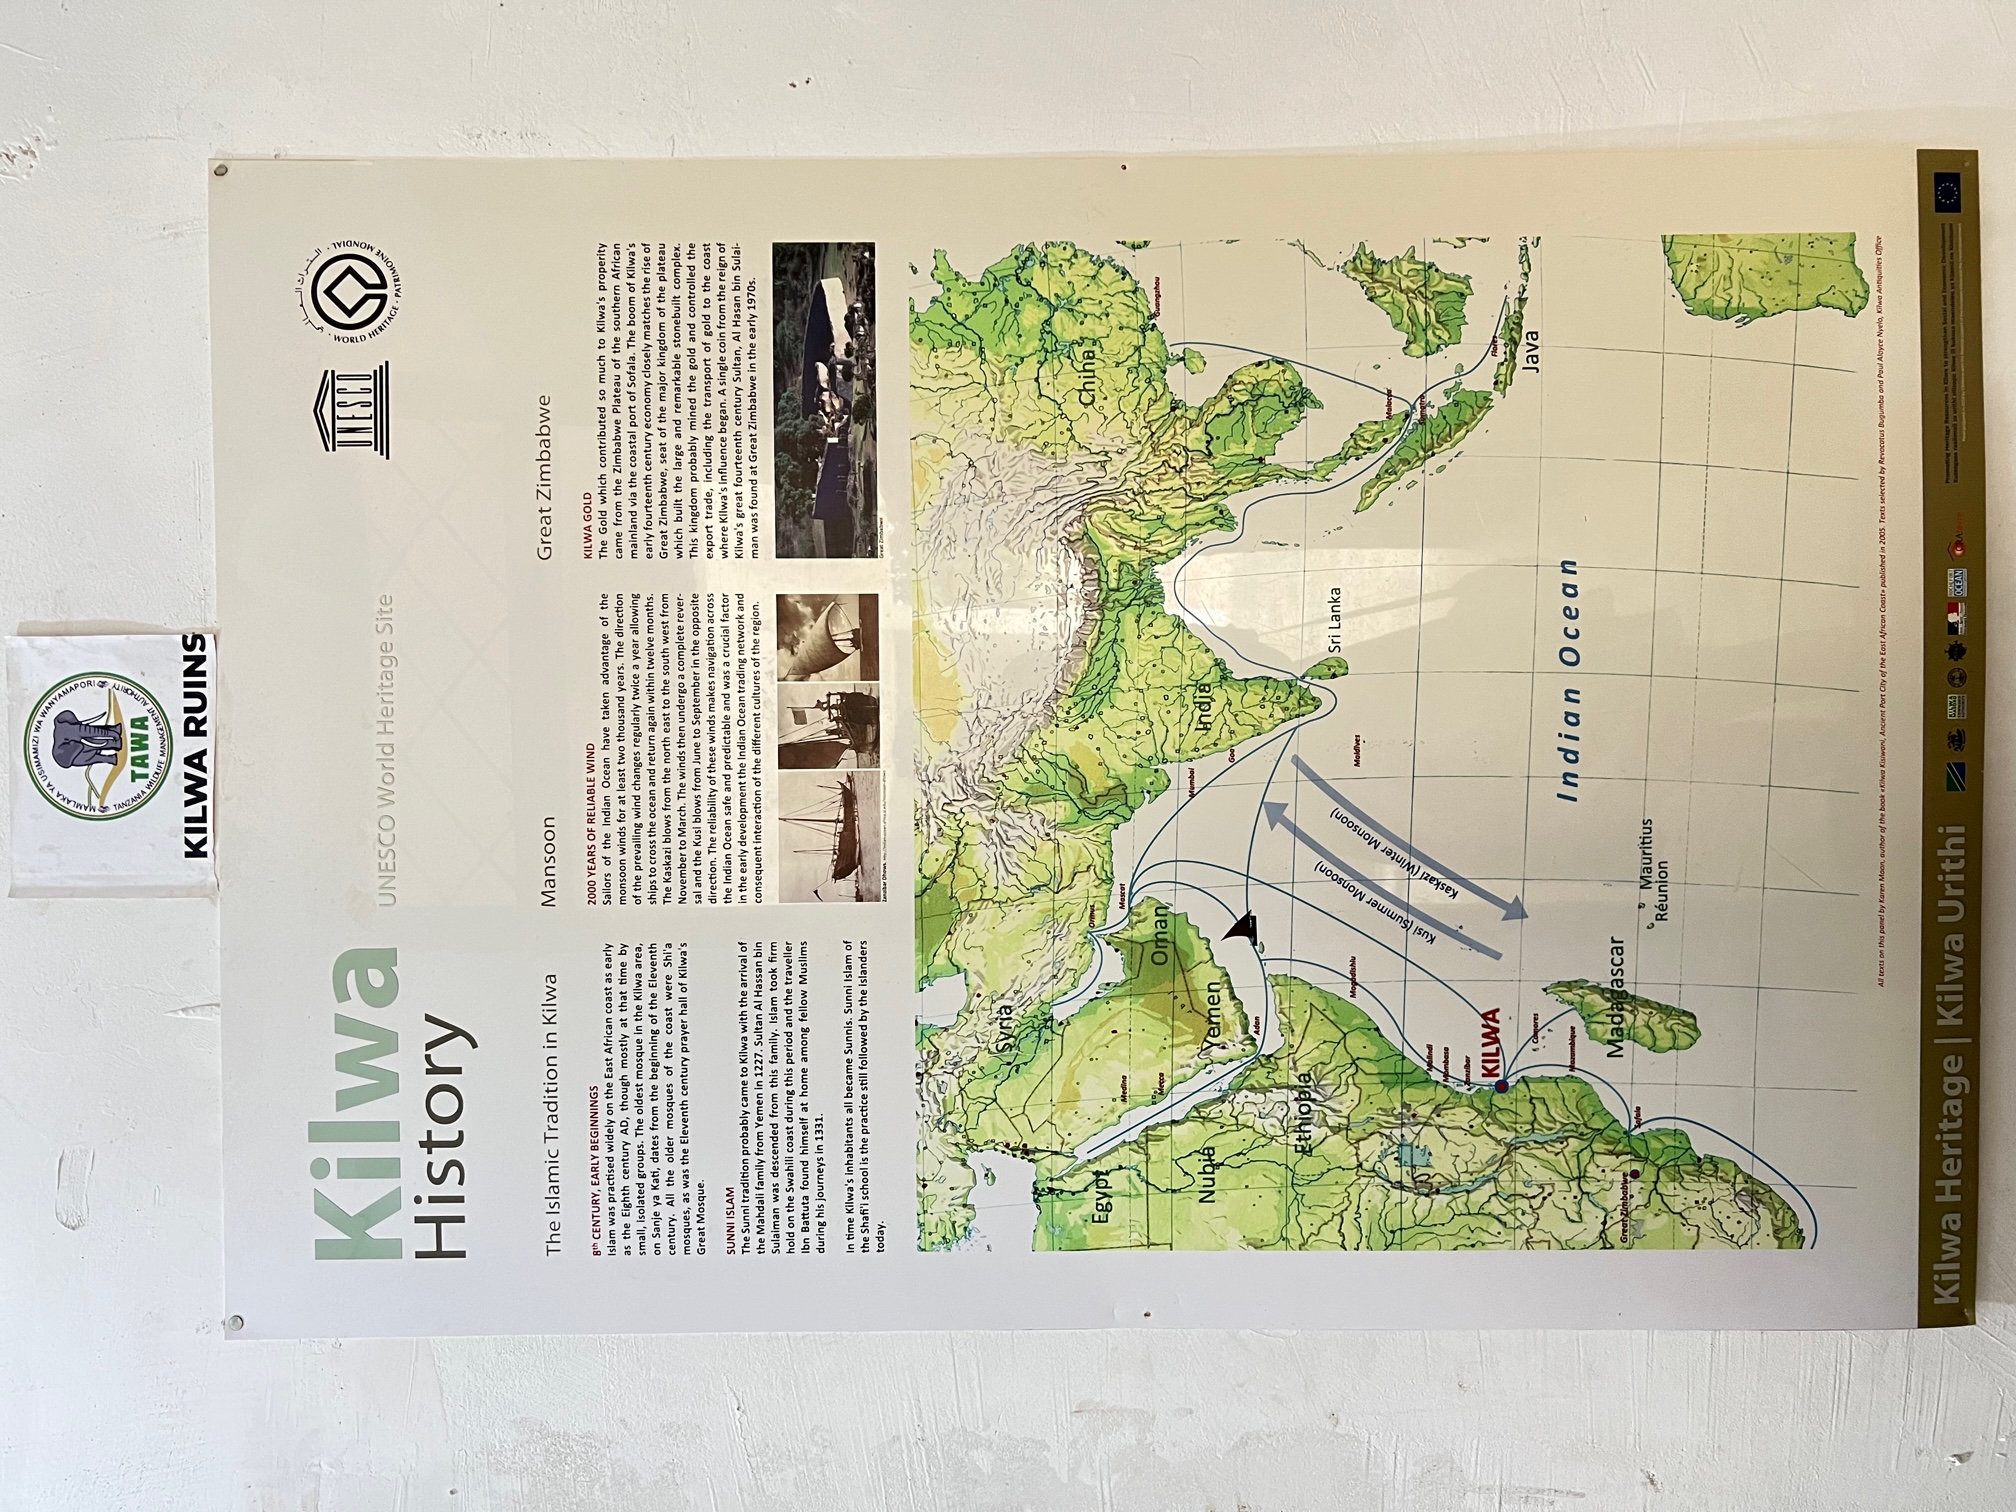 MAMLAKA YA USIMAMIZI WA WANYAMAPORI
TAWA
TANZANIA WILDLIFE MANAGEMENT AUTHORITY
KILWA RUINS
Kilwa
History
UNESCO World Heritage Site
UNESCO
التراث العالمي
WORLD HERITAGE · PATRIMOINE MONDIAL
The Islamic Tradition in Kilwa
8th CENTURY, EARLY BEGINNINGS
Islam was practised widely on the East African coast as early
as the Eighth century AD, though mostly at that time by
small, isolated groups. The oldest mosque in the Kilwa area,
on Sanje ya Kati, dates from the beginning of the Eleventh
century. All the older mosques of the coast were Shi'a
mosques, as was the Eleventh century prayer hall of Kilwa's
Great Mosque.
SUNNI ISLAM
The Sunni tradition probably came to Kilwa with the arrival of
the Mahdali family from Yemen in 1227. Sultan Al Hassan bin
Sulaiman was descended from this family. Islam took firm
hold on the Swahili coast during this period and the traveller
Ibn Battuta found himself at home among fellow Muslims
during his journeys in 1331.
In time Kilwa's inhabitants all became Sunnis. Sunni Islam of
the Shafi'i school is the practice still followed by the islanders
today.
Mansoon
2000 YEARS OF RELIABLE WIND
Sailors of the Indian Ocean have taken advantage of the
monsoon winds for at least two thousand years. The direction
of the prevailing wind changes regularly twice a year allowing
ships to cross the ocean and return again within twelve months.
The Kaskazi blows from the north east to the south west from
November to March. The winds then undergo a complete rever-
sal and the Kusi blows from June to September in the opposite
direction. The reliability of these winds makes navigation across
the Indian Ocean safe and predictable and was a crucial factor
in the early development the Indian Ocean trading network and
consequent interaction of the different cultures of the region.
Zanzibar Dhows.
Great Zimbabwe
KILWA GOLD
The Gold which contributed so much to Kilwa's properity
came from the Zimbabwe Plateau of the southern African
mainland via the coastal port of Sofala. The boom of Kilwa's
early fourteenth century economy closely matches the rise of
Great Zimbabwe, seat of the major kingdom of the plateau
which built the large and remarkable stonebuilt complex.
This kingdom probably mined the gold and controlled the
export trade, including the transport of gold to the coast
where Kilwa's influence began. A single coin from the reign of
Kilwa's great fourteenth century Sultan, Al Hasan bin Sulai-
man was found at Great Zimbabwe in the early 1970s.
Great Zimbabwe
Syria
Egypt
Ormus
China
Medina
Mascat
Mecca
Oman
Guangzhou
Nubia
Yemen
Mumbai
India
Goa
Adan
Ethiopia
Sri Lanka
Mogadishiu
Maldives
Kusi (Summer Monsoon)
Kaskazi (Winter Monsoon)
Malacca
Sumatra
Malindi
Mombasa
Zanzibar
KILWA
Flores
Java
Comores
Indian Ocean
Mozambique
Madagascar
Great Zimbabwe
Sofala
Mauritius
Réunion
All texts on this panel by Karen Moon, author of the book «Kilwa Kisiwani, Ancient Port City of the East African Coast» published in 2005. Texts selected by Revocatus Bugumba and Paul Aloyce Nyelo, Kilwa Antiquities Office
Kilwa Heritage | Kilwa Urithi
OCEAN
Promoting Heritage Resources in Kilwa to strengthen Social and Economic Development